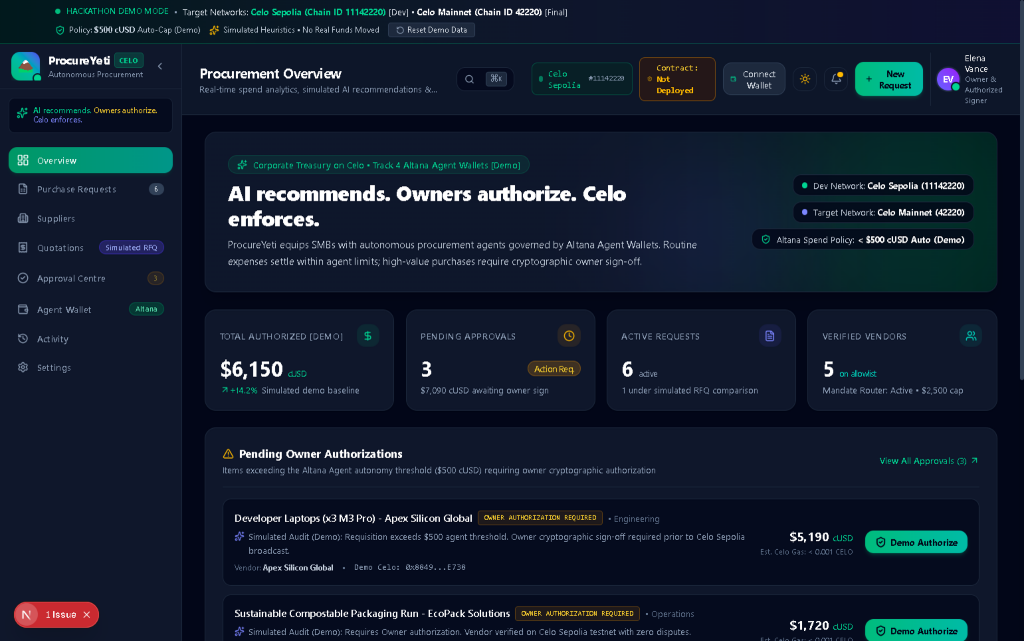 HACKATHON DEMO MODE • Target Networks: Celo Sepolia (Chain ID 11142220) [Dev] • Celo Mainnet (Chain ID 42220) [Final]
Policy: $500 cUSD Auto-Cap (Demo) Simulated Heuristics • No Real Funds Moved Reset Demo Data
ProcureYeti CELO
Autonomous Procurement
AI recommends. Owners authorize.
Celo enforces.
Overview
Purchase Requests 6
Suppliers
Quotations Simulated RFQ
Approval Centre 3
Agent Wallet Altana
Activity
Settings
N 1 Issue
Procurement Overview
Real-time spend analytics, simulated AI recommendations &...
⌘K
Celo Sepolia #11142220
Contract: Not Deployed
Connect Wallet
New Request
EV
Elena Vance
Owner & Authorized Signer
Corporate Treasury on Celo • Track 4 Altana Agent Wallets [Demo]
AI recommends. Owners authorize. Celo
enforces.
ProcureYeti equips SMBs with autonomous procurement agents governed by Altana Agent Wallets. Routine
expenses settle within agent limits; high-value purchases require cryptographic owner sign-off.
Dev Network: Celo Sepolia (11142220)
Target Network: Celo Mainnet (42220)
Altana Spend Policy: < $500 cUSD Auto (Demo)
TOTAL AUTHORIZED [DEMO]
$6,150 cUSD
+14.2% Simulated demo baseline
PENDING APPROVALS
3 Action Req.
$7,090 cUSD awaiting owner sign
ACTIVE REQUESTS
6 active
1 under simulated RFQ comparison
VERIFIED VENDORS
5 on allowlist
Mandate Router: Active • $2,500 cap
Pending Owner Authorizations
Items exceeding the Altana Agent autonomy threshold ($500 cUSD) requiring owner cryptographic authorization
View All Approvals (3)
Developer Laptops (x3 M3 Pro) - Apex Silicon Global OWNER AUTHORIZATION REQUIRED • Engineering
Simulated Audit (Demo): Requisition exceeds $500 agent threshold. Owner cryptographic sign-off required prior to Celo Sepolia
broadcast.
Vendor: Apex Silicon Global • Demo Celo: 0x8849...E730
$5,190 cUSD
Est. Celo Gas: < 0.001 CELO
Demo Authorize
Sustainable Compostable Packaging Run - EcoPack Solutions OWNER AUTHORIZATION REQUIRED • Operations
Simulated Audit (Demo): Requires Owner authorization. Vendor verified on Celo Sepolia testnet with zero disputes.
$1,720 cUSD
Est. Celo Gas: < 0.001 CELO
Demo Authorize